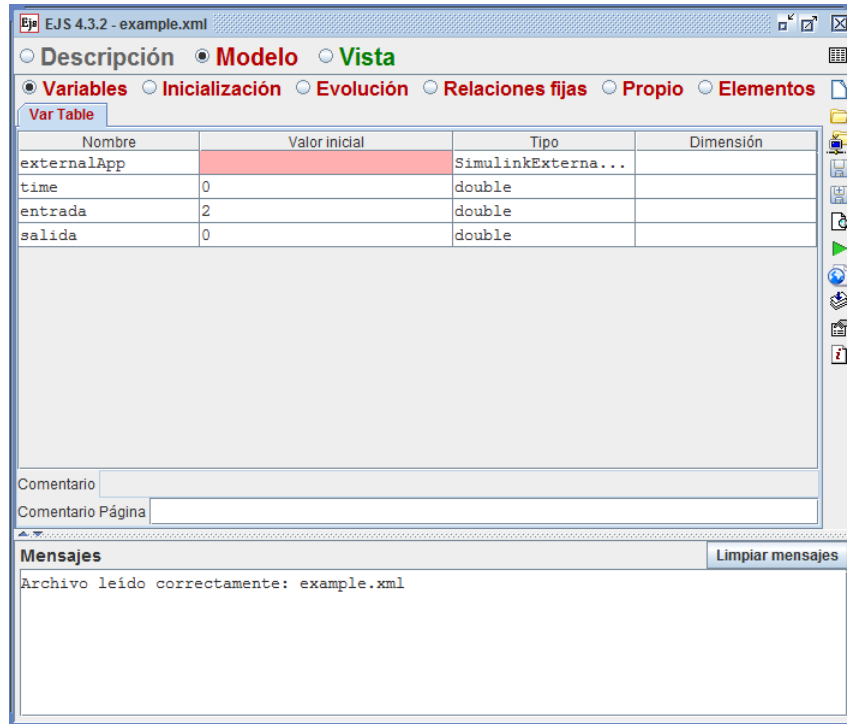 Ejs EJS 4.3.2 - example.xml
Descripción Modelo Vista
Variables Inicialización Evolución Relaciones fijas Propio Elementos
Var Table
Nombre Valor inicial Tipo Dimensión
externalApp SimulinkExterna...
time 0 double
entrada 2 double
salida 0 double
Comentario
Comentario Página
Mensajes Limpiar mensajes
Archivo leído correctamente: example.xml